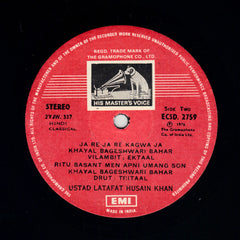 REGD. TRADE MARK OF
THE GRAMOPHONE CO., LTD.
HIS MASTER'S VOICE
STEREO
2YJW. 517
HINDI
CLASSICAL
Side Two
ECSD. 2759
℗ 1976
The Gramophone
Co. of India Ltd.
JA RE JA RE KAGWA JA
KHAYAL BAGESHWARI BAHAR
VILAMBIT; EKTAAL
RITU BASANT MEN APNI UMANG SON
KHAYAL BAGESHWARI BAHAR
DRUT; TEITAAL
USTAD LATAFAT HUSAIN KHAN
EMI
MADE IN INDIA